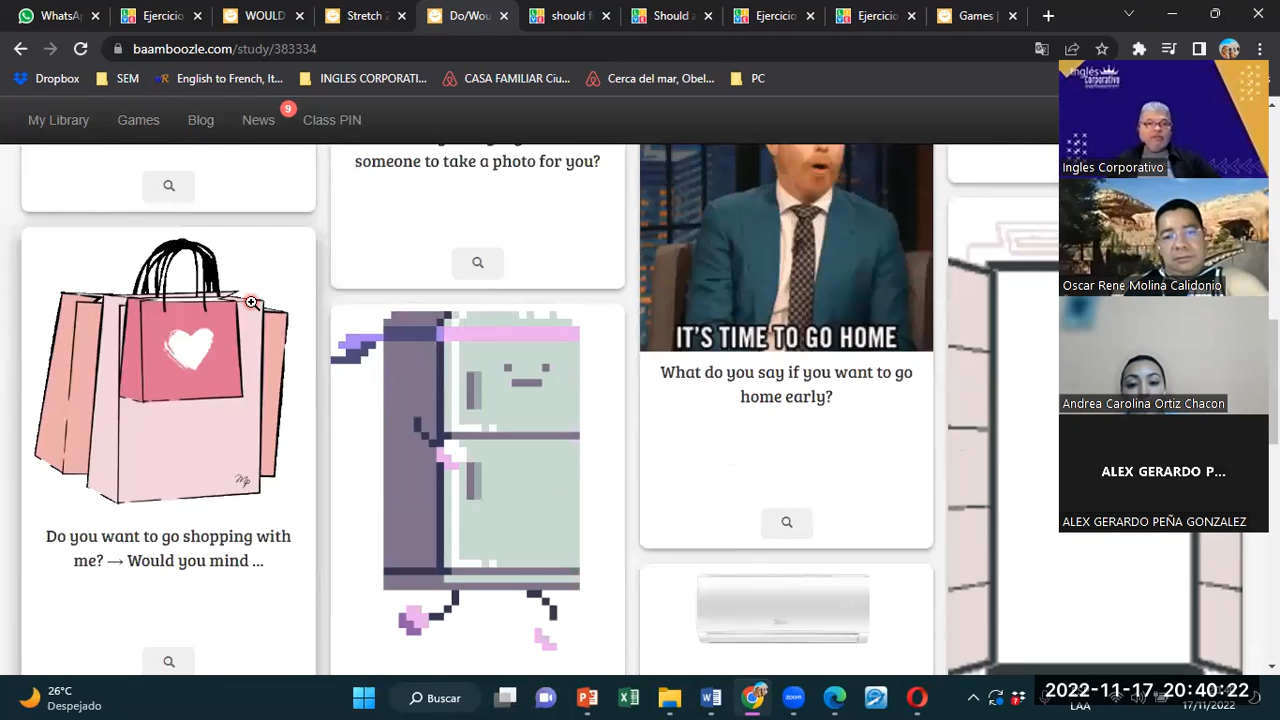 WhatsA
Ejercicio
WOULD
Stretch 2
Do/Wou
should fi
Should a
Ejercicio
Ejercicio
Games |
baamboozle.com/study/383334
Dropbox
SEM
English to French, It...
INGLES CORPORATI...
CASA FAMILIAR Cu...
Cerca del mar, Obel...
PC
My Library
Games
Blog
News
9
Class PIN
someone to take a photo for you?
IT'S TIME TO GO HOME
What do you say if you want to go
home early?
Do you want to go shopping with
me? → Would you mind ...
Inglés
Corporativo
Ingles Corporativo
Oscar Rene Molina Calidonio
Andrea Carolina Ortiz Chacon
ALEX GERARDO P...
ALEX GERARDO PEÑA GONZALEZ
26°C
Despejado
Buscar
2022-11-17 20:40:22
LAA
17/11/2022